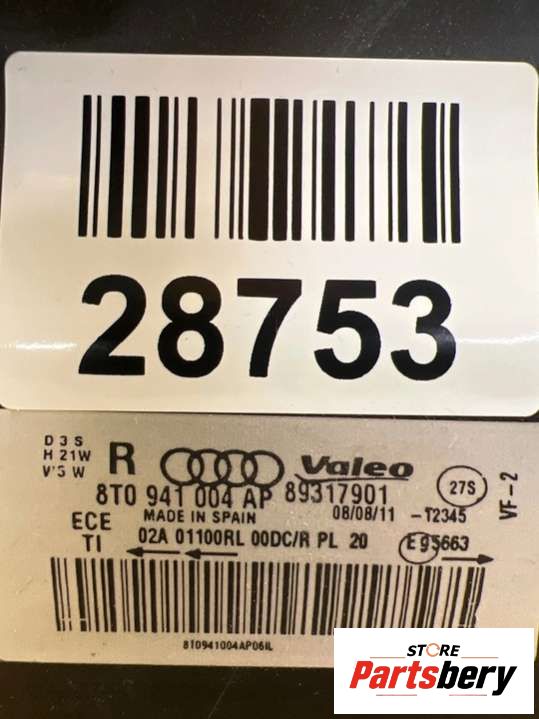 28753
D3S
H 21W
W5W
R
Valeo
8T0 941 004 AP 89317901
27S
VF-2
ECE
MADE IN SPAIN
08/08/11
-T2345
TI
02A 01100RL 00DC/R PL 20
E9 5663
8T0941004AP06IL
STORE
Partsbery